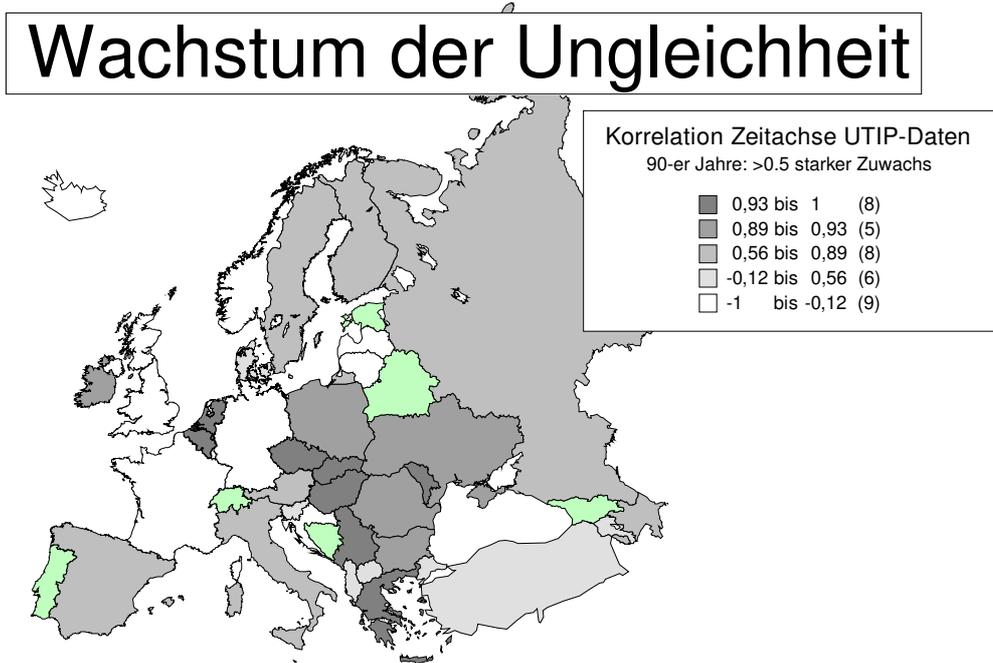 Wachstum der Ungleichheit
Korrelation Zeitachse UTIP-Daten
90-er Jahre: >0.5 starker Zuwachs
0,93 bis 1 (8)
0,89 bis 0,93 (5)
0,56 bis 0,89 (8)
-0,12 bis 0,56 (6)
-1 bis -0,12 (9)